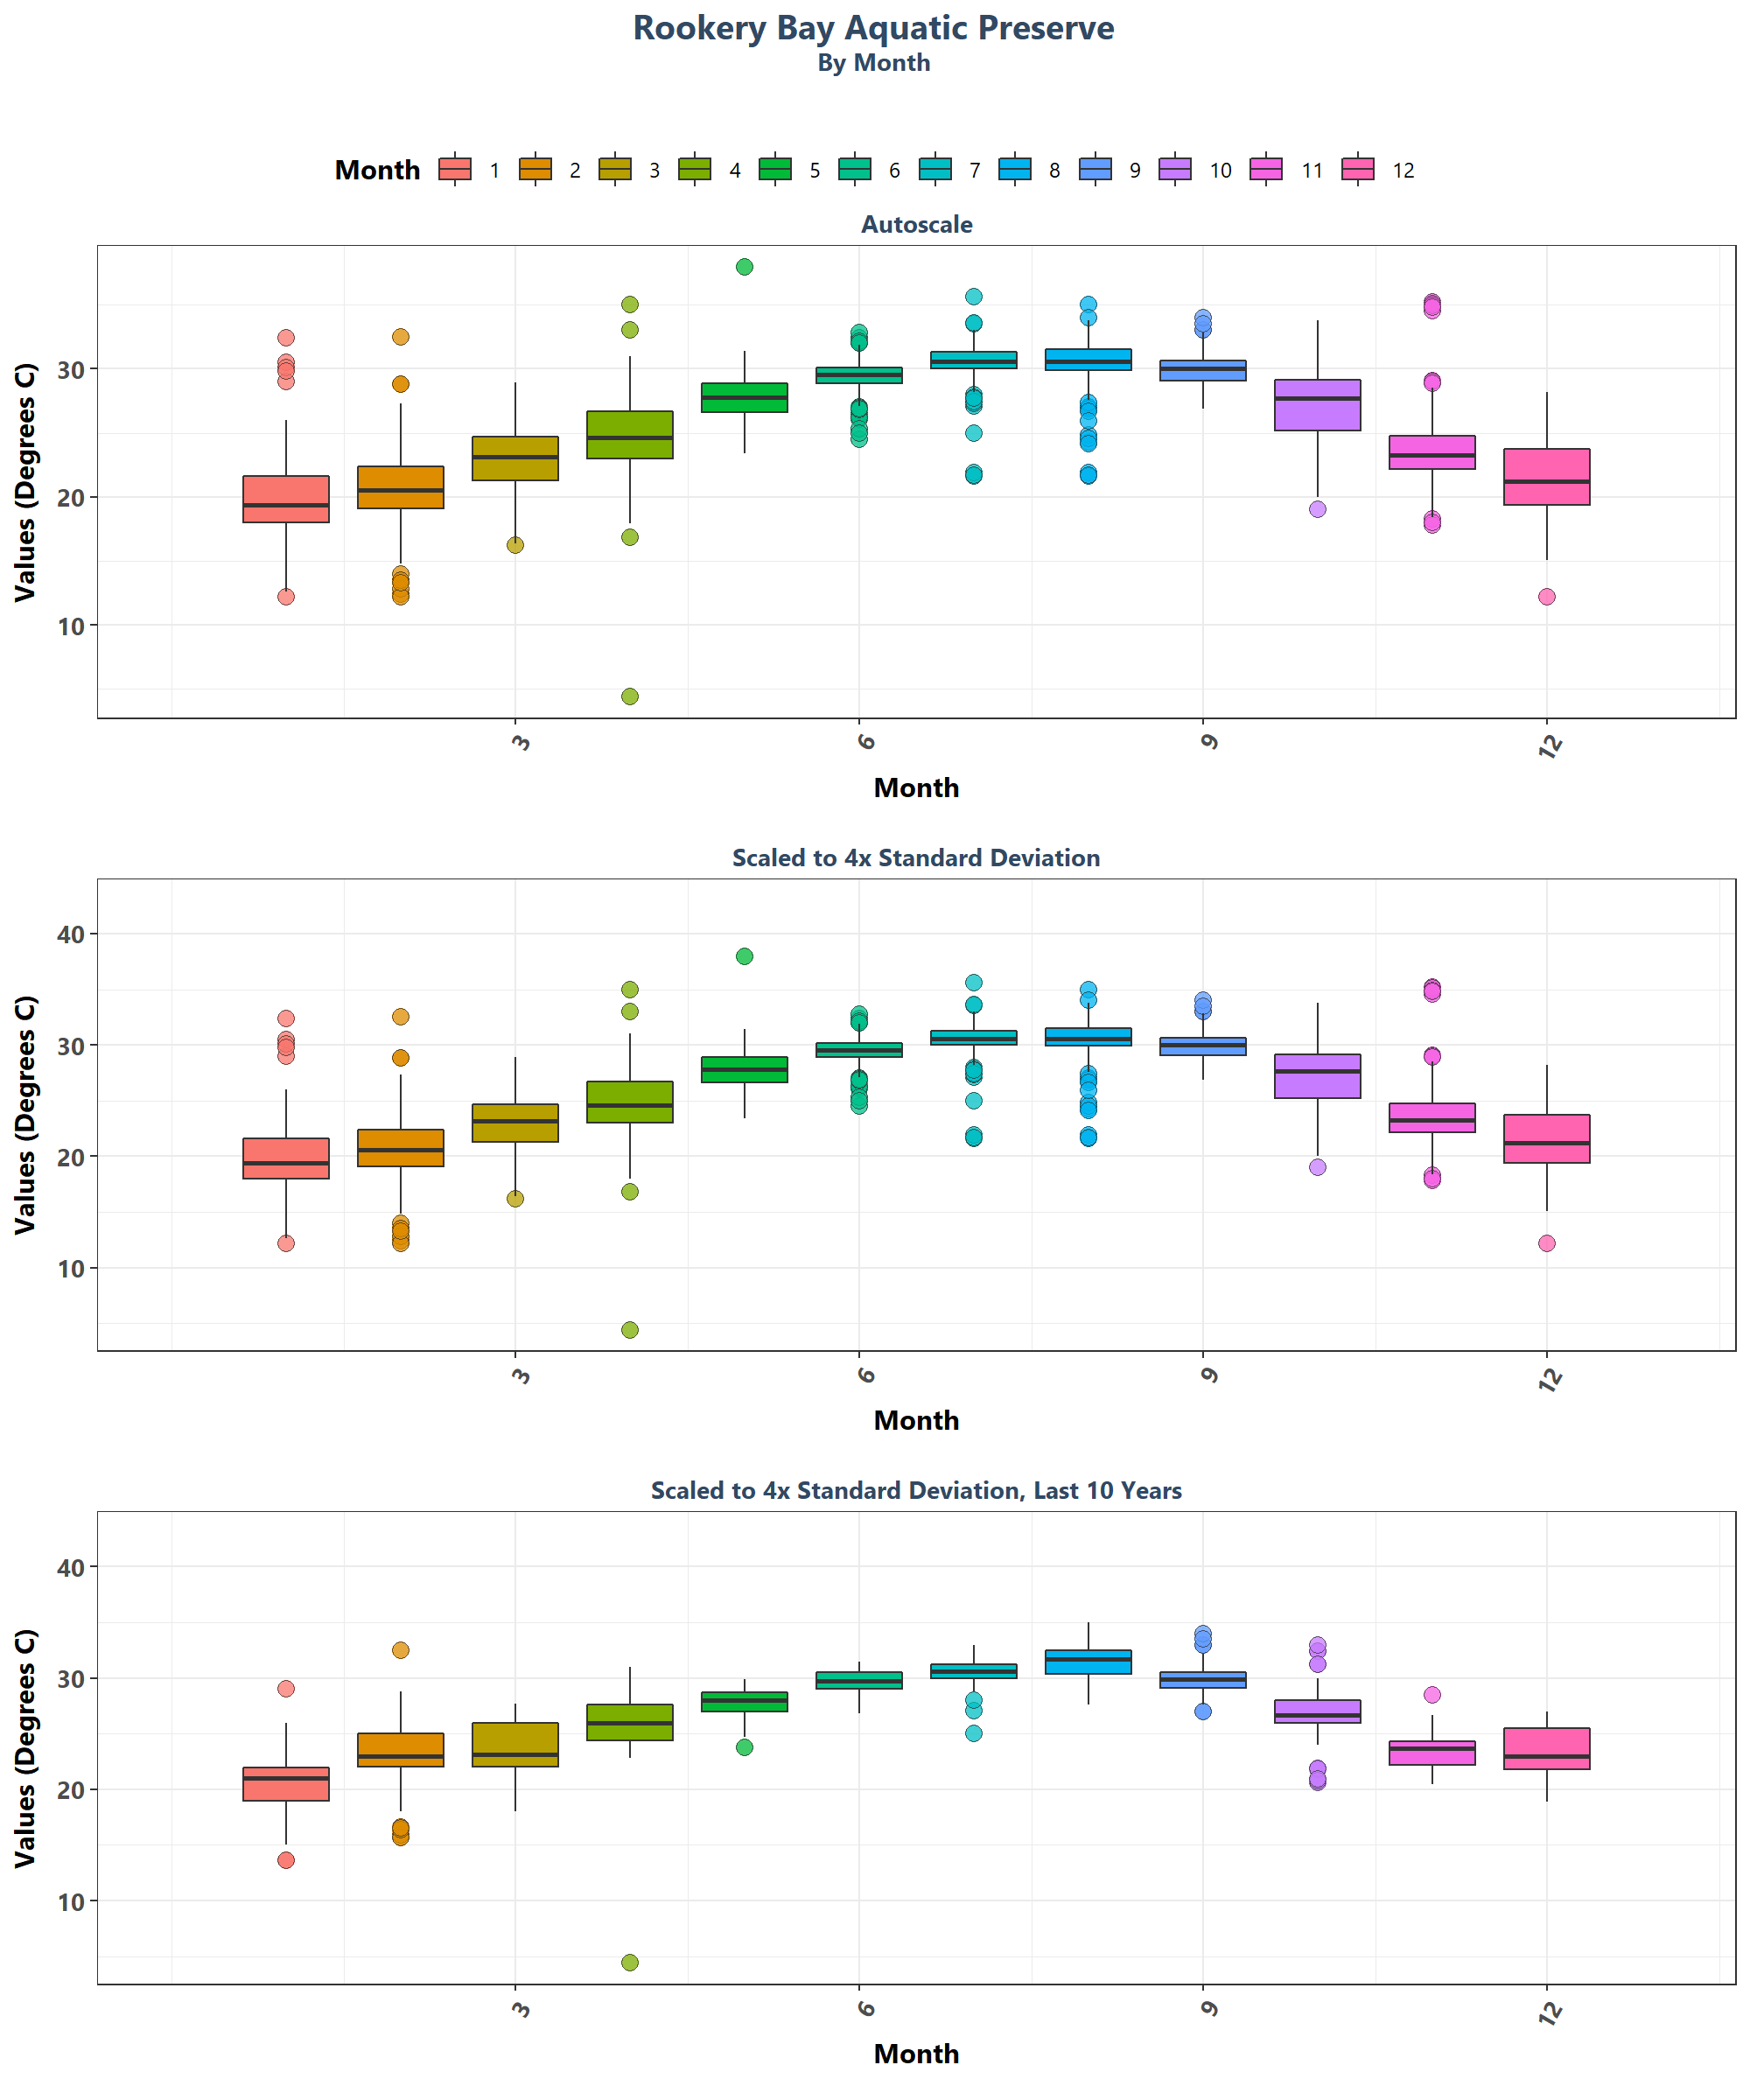 Rookery Bay Aquatic Preserve
By Month
Month 1 2 3 4 5 6 7 8 9 10 11 12
Autoscale
Values (Degrees C)
30
20
10
3 6 9 12
Month
Scaled to 4x Standard Deviation
Values (Degrees C)
40
30
20
10
3 6 9 12
Month
Scaled to 4x Standard Deviation, Last 10 Years
Values (Degrees C)
40
30
20
10
3 6 9 12
Month